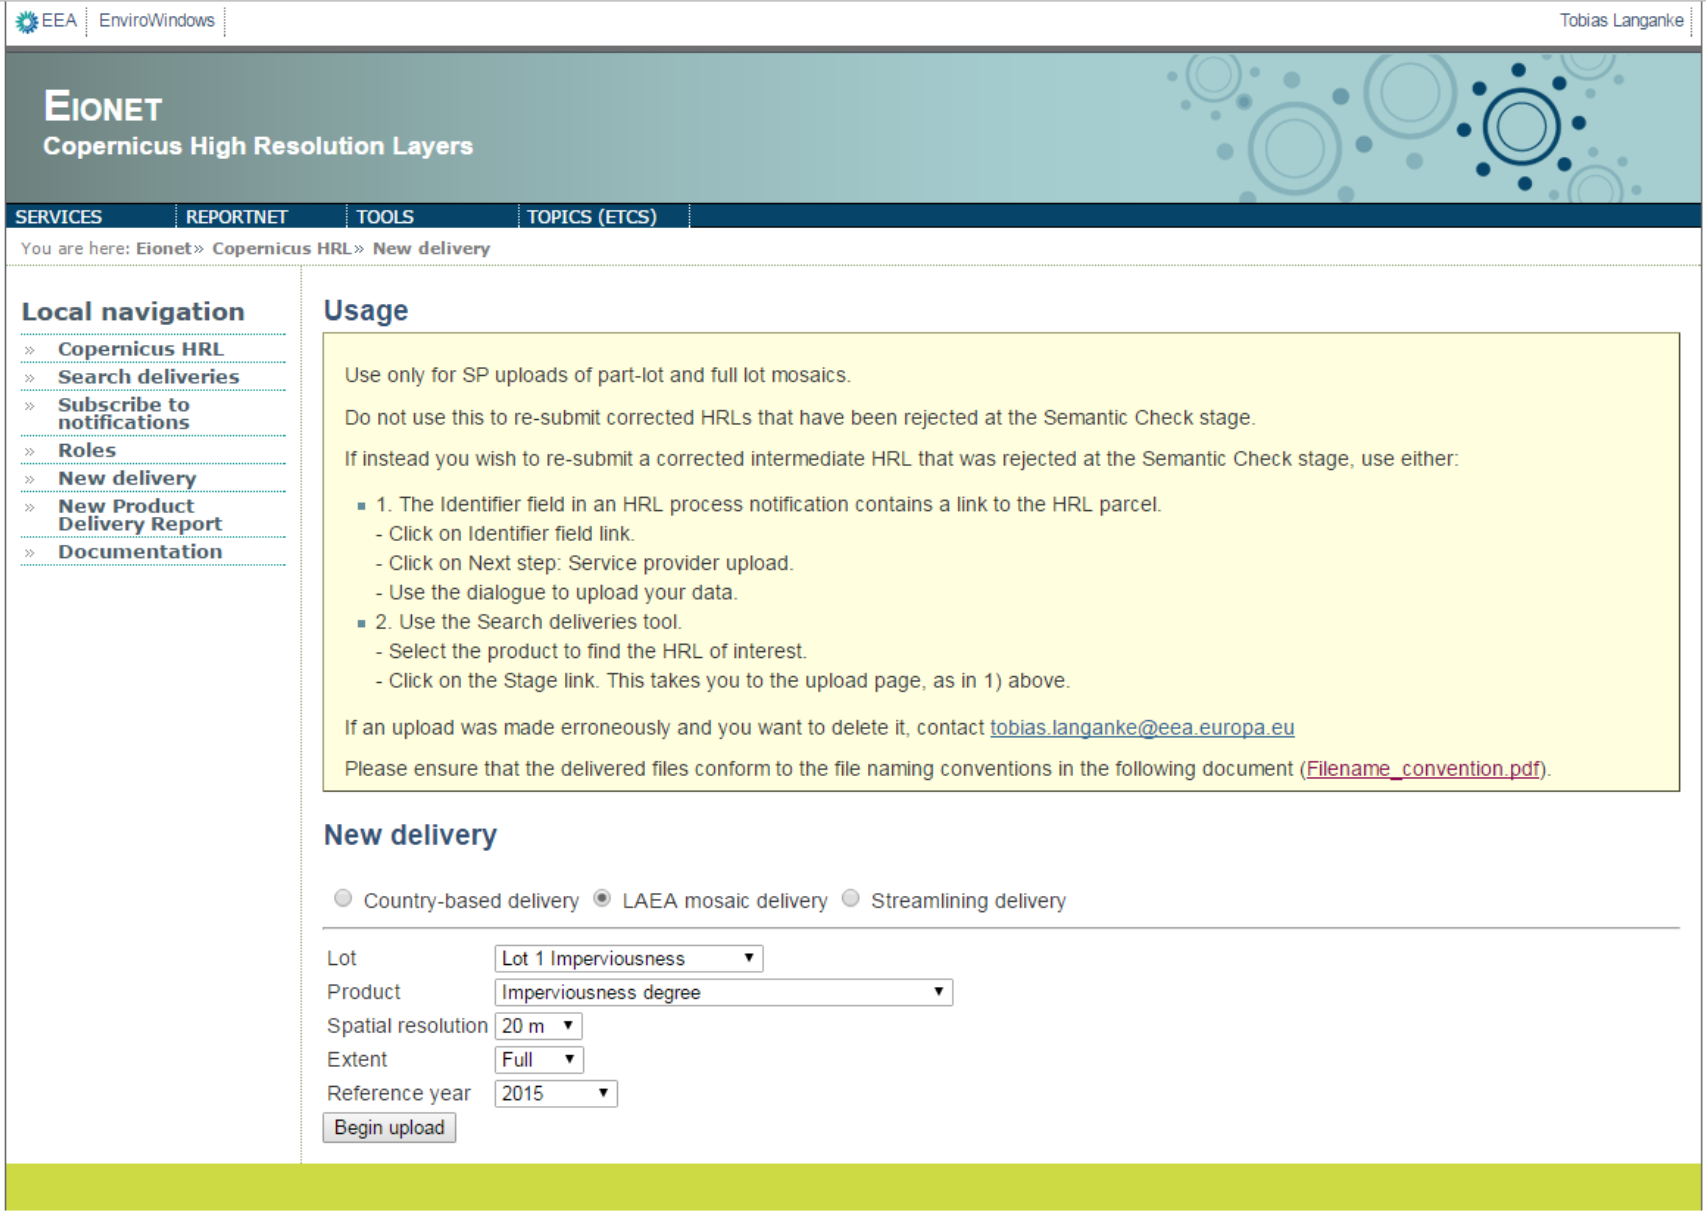 EEA EnviroWindows Tobias Langanke
EIONET
Copernicus High Resolution Layers
SERVICES REPORTNET TOOLS TOPICS (ETCS)
You are here: Eionet» Copernicus HRL» New delivery
Local navigation
» Copernicus HRL
» Search deliveries
» Subscribe to
notifications
» Roles
» New delivery
» New Product
Delivery Report
» Documentation
Usage
Use only for SP uploads of part-lot and full lot mosaics.
Do not use this to re-submit corrected HRLs that have been rejected at the Semantic Check stage.
If instead you wish to re-submit a corrected intermediate HRL that was rejected at the Semantic Check stage, use either:
1. The Identifier field in an HRL process notification contains a link to the HRL parcel.
- Click on Identifier field link.
- Click on Next step: Service provider upload.
- Use the dialogue to upload your data.
2. Use the Search deliveries tool.
- Select the product to find the HRL of interest.
- Click on the Stage link. This takes you to the upload page, as in 1) above.
If an upload was made erroneously and you want to delete it, contact tobias.langanke@eea.europa.eu
Please ensure that the delivered files conform to the file naming conventions in the following document (Filename_convention.pdf).
New delivery
Country-based delivery LAEA mosaic delivery Streamlining delivery
Lot Lot 1 Imperviousness
Product Imperviousness degree
Spatial resolution 20 m
Extent Full
Reference year 2015
Begin upload